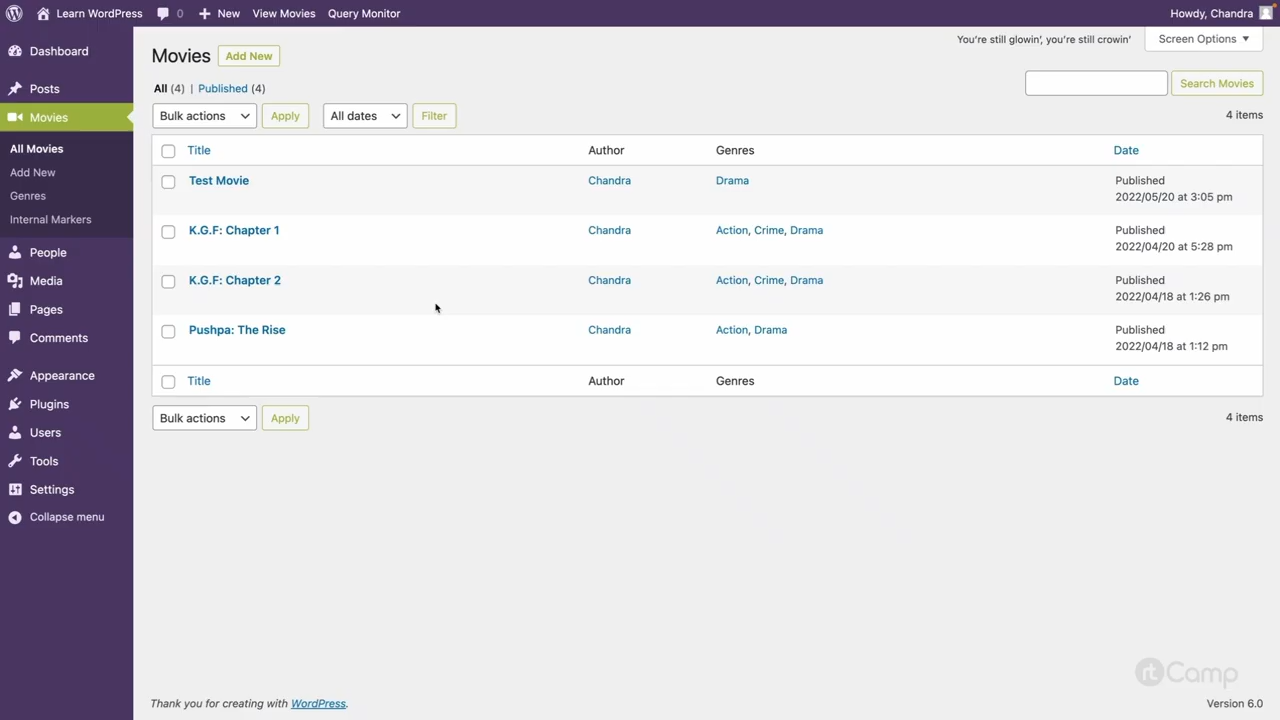 Learn WordPress 0 New View Movies Query Monitor Howdy, Chandra
You're still glowin', you're still crowin' Screen Options
Dashboard
Posts
Movies
All Movies
Add New
Genres
Internal Markers
People
Media
Pages
Comments
Appearance
Plugins
Users
Tools
Settings
Collapse menu
Movies Add New
All (4) | Published (4)
Search Movies
Bulk actions Apply All dates Filter 4 items
Title Author Genres Date
Test Movie Chandra Drama Published
2022/05/20 at 3:05 pm
K.G.F: Chapter 1 Chandra Action, Crime, Drama Published
2022/04/20 at 5:28 pm
K.G.F: Chapter 2 Chandra Action, Crime, Drama Published
2022/04/18 at 1:26 pm
Pushpa: The Rise Chandra Action, Drama Published
2022/04/18 at 1:12 pm
Title Author Genres Date
Bulk actions Apply 4 items
rtCamp
Thank you for creating with WordPress. Version 6.0